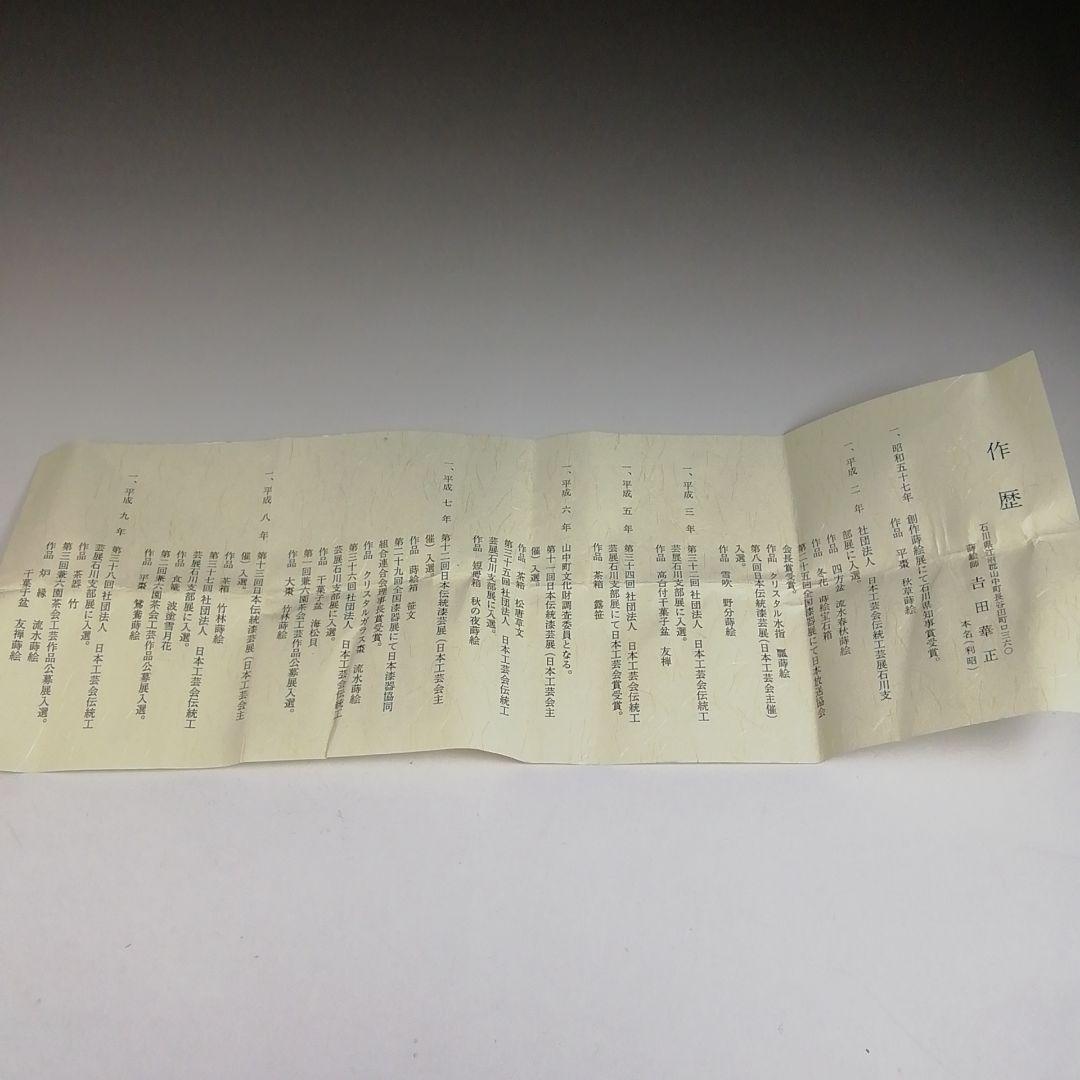 作歴
石川県江沼郡山中町長谷田町ロ三六〇
蒔絵師 吉田華正
本名(利昭)
一、昭和五十七年 創作蒔絵展にて石川県知事賞受賞。
作品 平棗 秋草蒔絵
一、平成二年 社団法人 日本工芸会伝統工芸展石川支
部展に入選。
作品 四方盆 流水春秋蒔絵
作品 冬花 蒔絵宝石箱
第二十五回全国漆器展にて日本放送協会
会長賞受賞。
作品 クリスタル水指 瓢蒔絵
第八回日本伝統漆芸展(日本工芸会主催)
入選。
作品 雪吹 野分蒔絵
一、平成三年 第三十二回社団法人 日本工芸会伝統工
芸展石川支部展に入選。
作品 高台付干菓子盆 友禅
一、平成五年 第三十四回社団法人 日本工芸会伝統工
芸展石川支部展にて日本工芸会賞受賞。
作品 茶箱 露笹
一、平成六年 山中町文化財調査委員となる。
第十一回日本伝統漆芸展(日本工芸会主
催)入選。
作品 茶箱 松唐草文
第三十五回社団法人 日本工芸会伝統工
芸展石川支部展に入選。
作品 短冊箱 秋の夜蒔絵
一、平成七年 第十二回日本伝統漆芸展(日本工芸会主
催)入選。
作品 蒔絵箱 笹文
第二十九回全国漆器展にて日本漆器協同
組合連合会理事長賞受賞。
作品 クリスタルガラス棗 流水蒔絵
第三十六回社団法人 日本工芸会伝統工
芸展石川支部展に入選。
作品 干菓子盆 海松貝
第一回兼六園茶会工芸作品公募展入選。
作品 大棗 竹林蒔絵
一、平成八年 第十三回日本伝統漆芸展(日本工芸会主
催)入選。
作品 茶箱 竹林蒔絵
第三十七回社団法人 日本工芸会伝統工
芸展石川支部展に入選。
作品 食籠 波塗雪月花
第二回兼六園茶会工芸作品公募展入選。
作品 平棗 鴛鴦蒔絵
一、平成九年 第三十八回社団法人 日本工芸会伝統工
芸展石川支部展に入選。
作品 茶器 竹
第三回兼六園茶会工芸作品公募展入選。
作品 炉縁 流水蒔絵
干菓子盆 友禅蒔絵